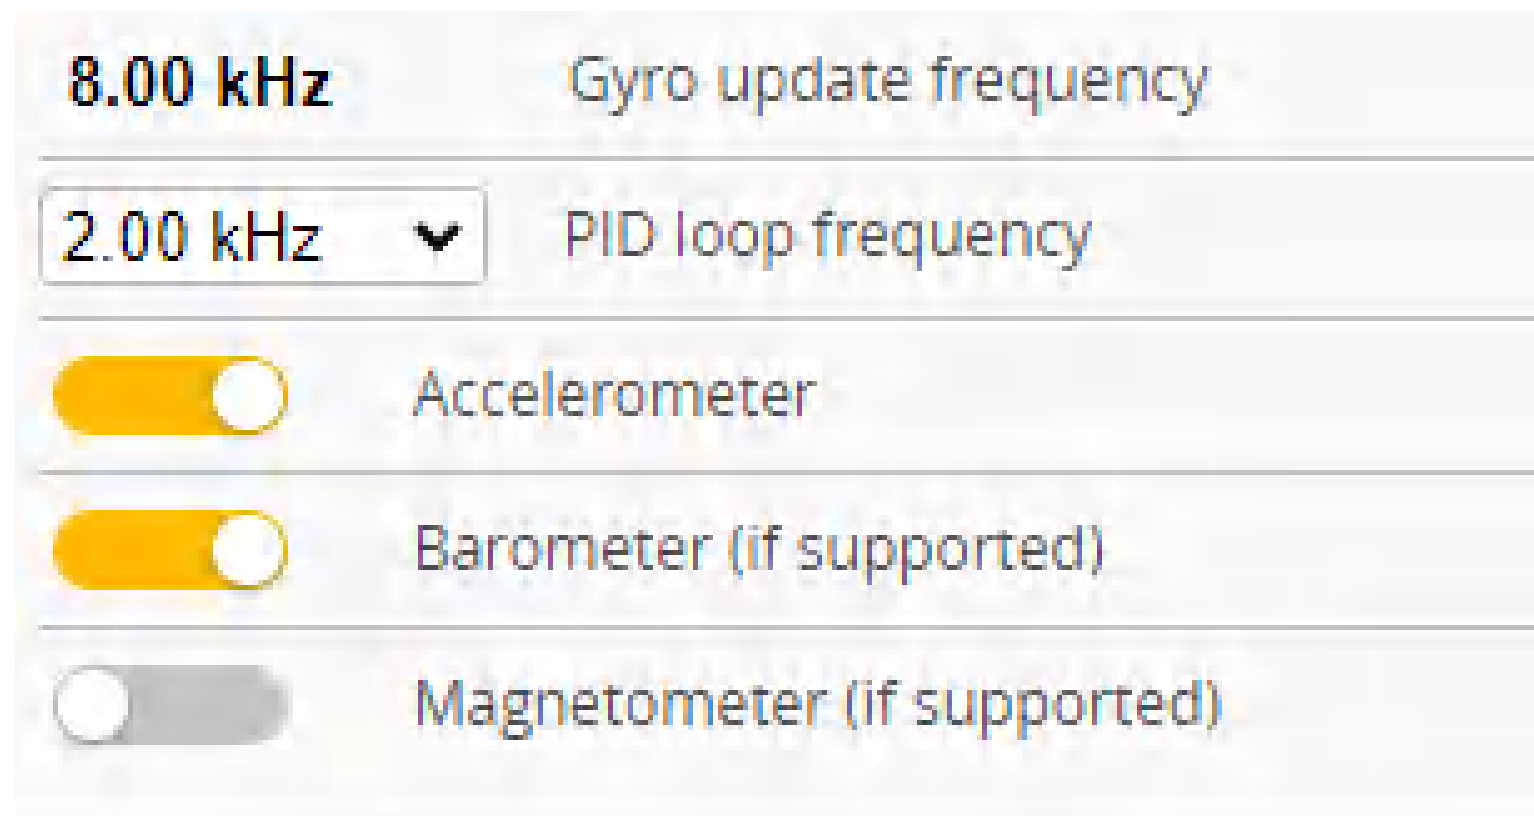 8.00 kHz Gyro update frequency
2.00 kHz PID loop frequency
Accelerometer
Barometer (if supported)
Magnetometer (if supported)